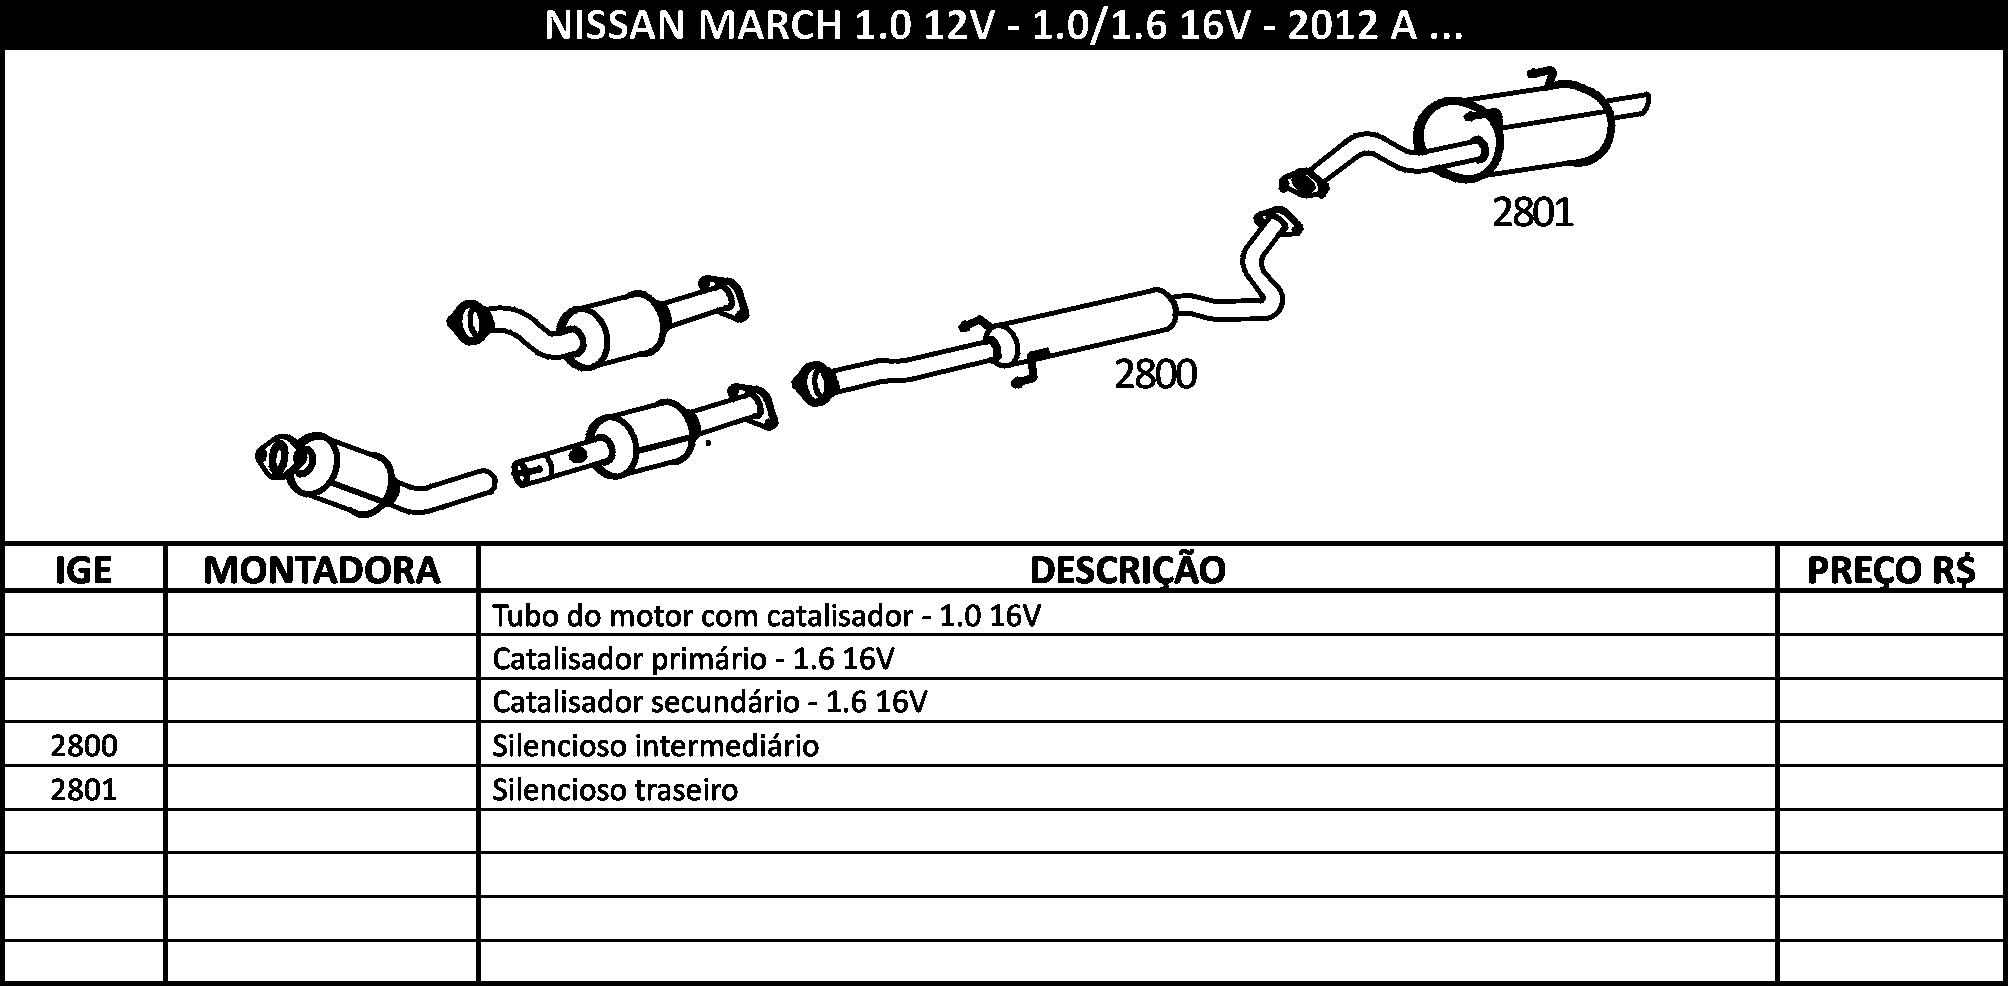 NISSAN MARCH 1.0 12V - 1.0/1.6 16V - 2012 A ...
2801
2800
IGE MONTADORA DESCRIÇÃO PREÇO R$
Tubo do motor com catalisador - 1.0 16V
Catalisador primário - 1.6 16V
Catalisador secundário - 1.6 16V
2800 Silencioso intermediário
2801 Silencioso traseiro